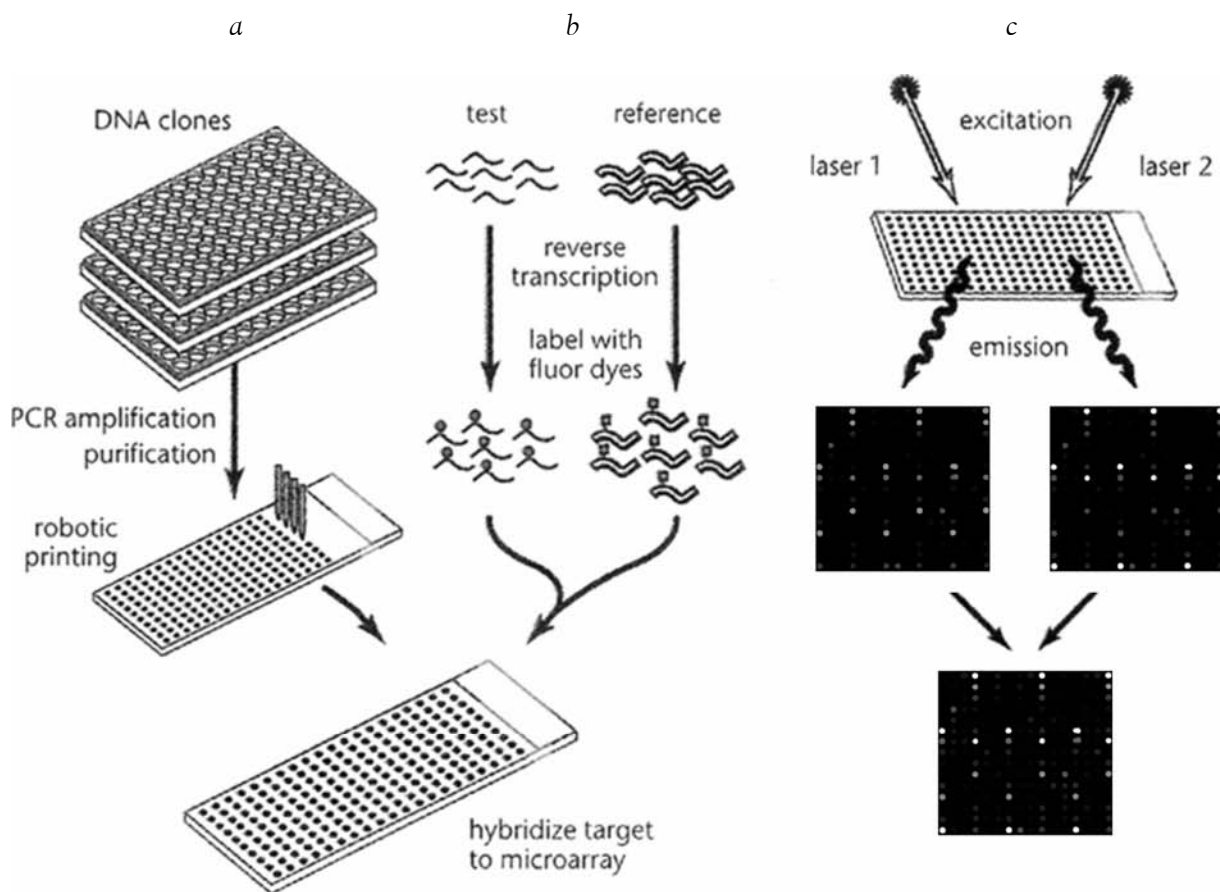 a
b
c
DNA clones
PCR amplification
purification
robotic
printing
test
reference
reverse
transcription
label with
fluor dyes
hybridize target
to microarray
excitation
laser 1
laser 2
emission